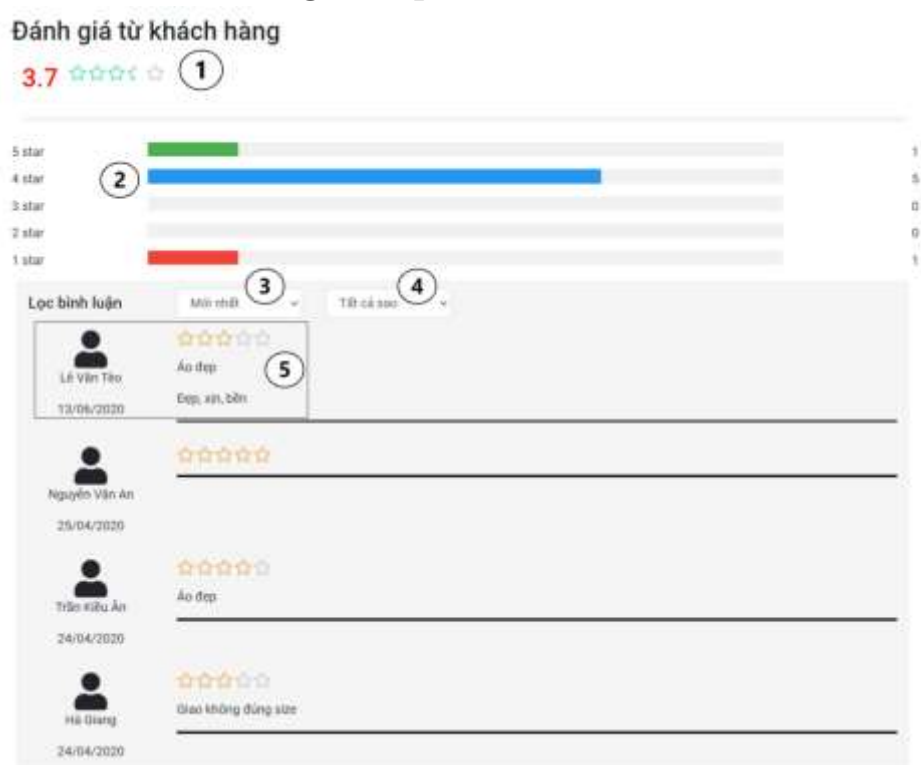 Đánh giá từ khách hàng
3.7 1
5 star 1
4 star 2 5
3 star 0
2 star 0
1 star 1
Lọc bình luận Mới nhất 3 Tất cả sao 4
Lê Văn Tèo
13/06/2020
Áo đẹp 5
Đẹp, xịn, bền
Nguyễn Văn An
25/04/2020
Trần Kiều Ân
24/04/2020
Áo đẹp
Hà Giang
24/04/2020
Giao không đúng size